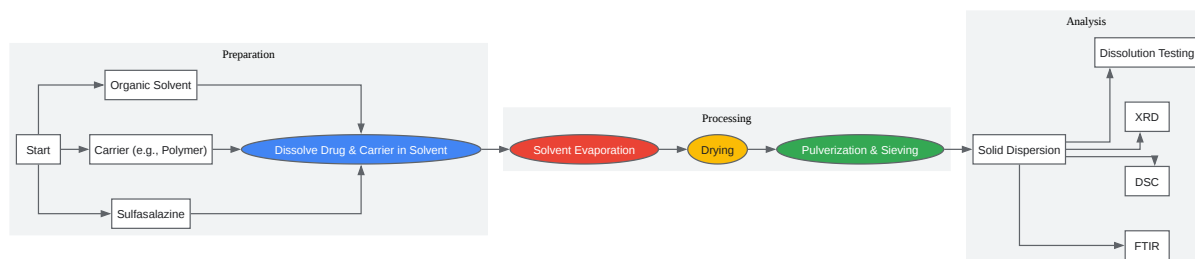 Preparation
Start
Organic Solvent
Carrier (e.g., Polymer)
Sulfasalazine
Dissolve Drug & Carrier in Solvent
Processing
Solvent Evaporation
Drying
Pulverization & Sieving
Analysis
Solid Dispersion
Dissolution Testing
XRD
DSC
FTIR